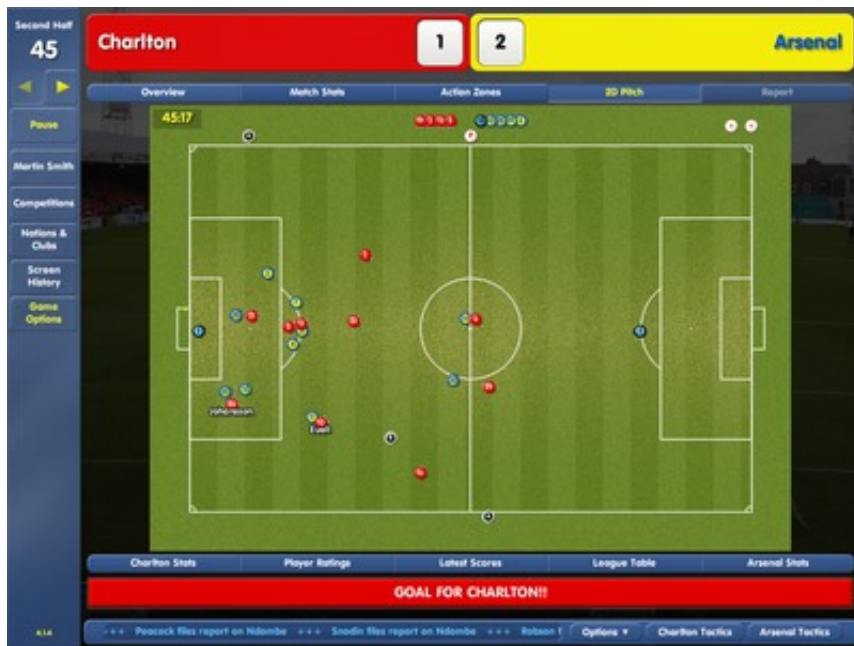 Second Half
45
Pause
Martin Smith
Competitions
Nations &
Clubs
Screen
History
Game
Options
Charlton 1 2 Arsenal
Overview Match Stats Action Zones 2D Pitch Report
45:17
Johansson
Euell
Charlton Stats Player Ratings Latest Scores League Table Arsenal Stats
GOAL FOR CHARLTON!!
+++ Peacock files report on Ndombe +++ Snodin files report on Ndombe +++ Robson
Options Charlton Tactics Arsenal Tactics